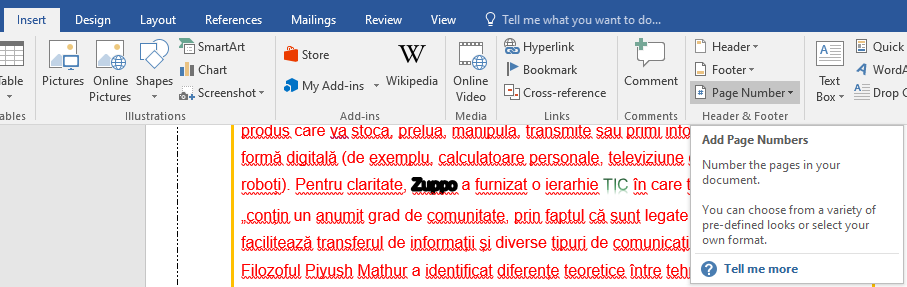 Insert Design Layout References Mailings Review View Tell me what you want to do...
Table
Pictures
Online Pictures
Shapes
SmartArt
Chart
Screenshot
Store
My Add-ins
Wikipedia
Online Video
Hyperlink
Bookmark
Cross-reference
Comment
Header
Footer
Page Number
Text Box
Quick
WordA
Drop C
ables Illustrations Add-ins Media Links Comments Header & Footer
produs care va stoca, prelua, manipula, transmite sau primi info
formă digitală (de exemplu, calculatoare personale, televiziune
roboți). Pentru claritate, Zuppo a furnizat o ierarhie TIC în care t
„conțin un anumit grad de comunitate, prin faptul că sunt legate
facilitează transferul de informații și diverse tipuri de comunicați
Filozoful Piyush Mathur a identificat diferențe teoretice între teh
Add Page Numbers
Number the pages in your
document.
You can choose from a variety of
pre-defined looks or select your
own format.
Tell me more